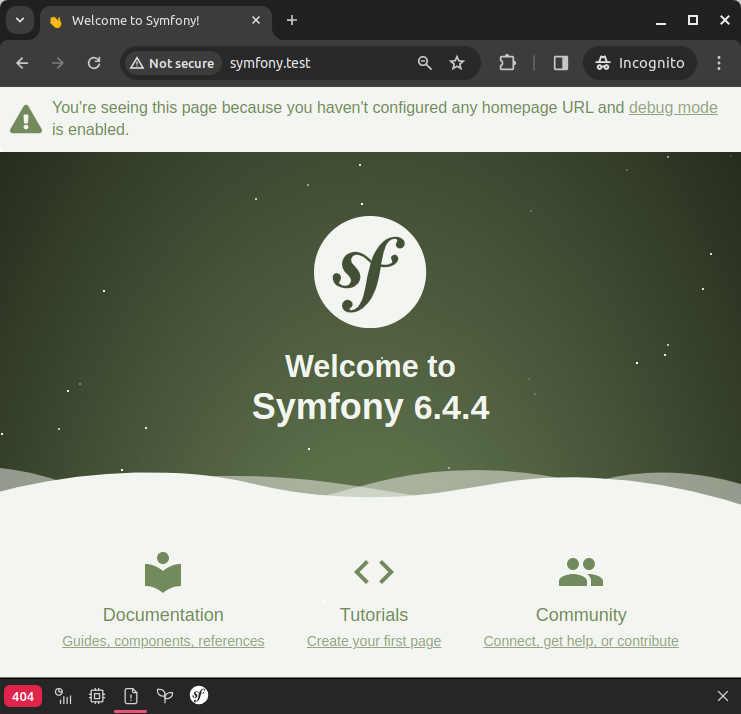 Welcome to Symfony!
Not secure symfony.test Incognito
You're seeing this page because you haven't configured any homepage URL and debug mode
is enabled.
sf
Welcome to
Symfony 6.4.4
Documentation Tutorials Community
Guides, components, references Create your first page Connect, get help, or contribute
404 sf